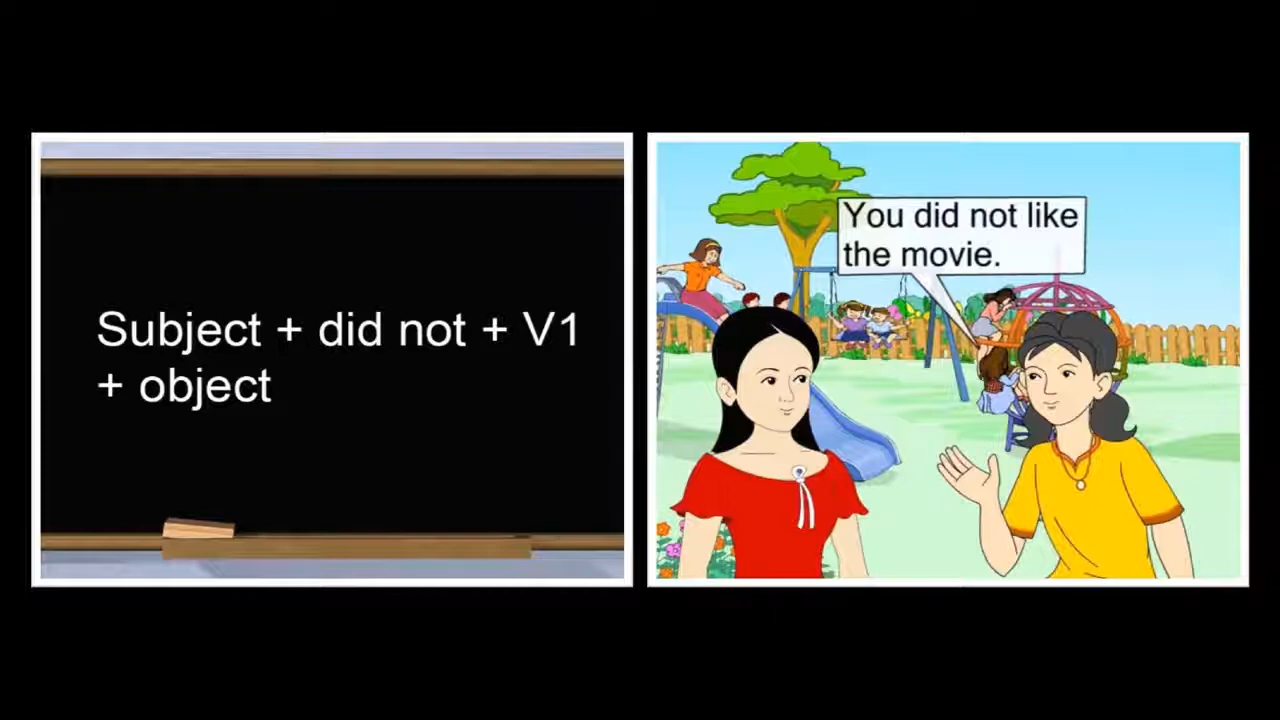 Subject + did not + V1
+ object
You did not like
the movie.